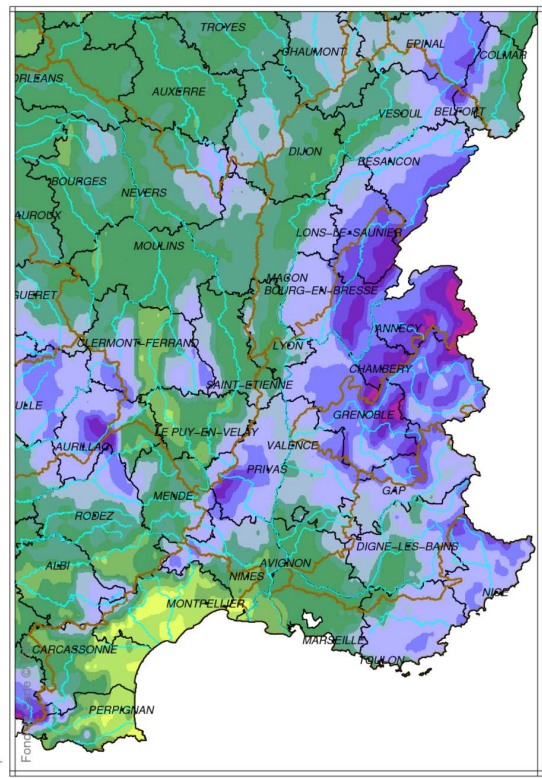 TROYES
CHAUMONT
EPINAL
COLMAR
ORLEANS
AUXERRE
VESOUL
BELFORT
DIJON
BESANCON
BOURGES
NEVERS
AUROUX
LONS-LE-SAUNIER
MOULINS
MACON
BOURG-EN-BRESSE
GUERET
ANNECY
CLERMONT-FERRAND
LYON
CHAMBERY
SAINT-ETIENNE
ULLE
GRENOBLE
LE PUY-EN-VELAY
AURILLAC
VALENCE
PRIVAS
GAP
MENDE
RODEZ
DIGNE-LES-BAINS
ALBI
AVIGNON
NIMES
NICE
MONTPELLIER
MARSEILLE
CARCASSONNE
TOULON
PERPIGNAN